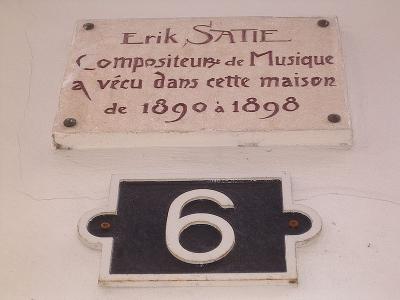 Erik SATIE
Compositeur de Musique
a vécu dans cette maison
de 1890 à 1898
6